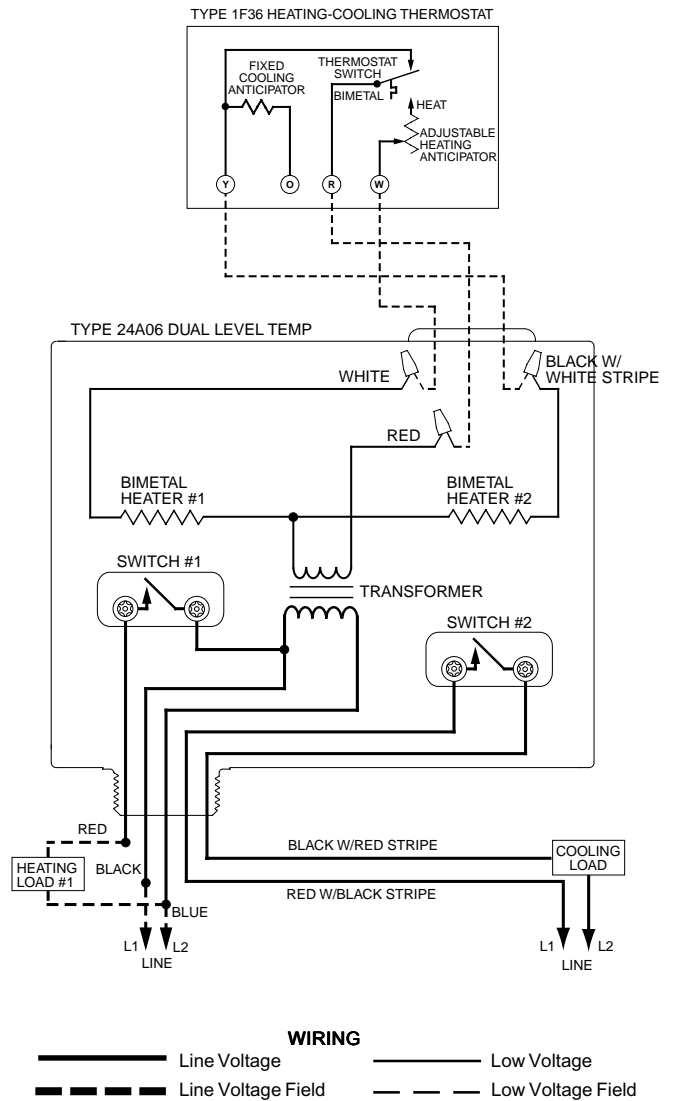 TYPE 1F36 HEATING-COOLING THERMOSTAT
FIXED
COOLING
ANTICIPATOR
THERMOSTAT
SWITCH
BIMETAL
HEAT
ADJUSTABLE
HEATING
ANTICIPATOR
Y
O
R
W
TYPE 24A06 DUAL LEVEL TEMP
WHITE
BLACK W/
WHITE STRIPE
RED
BIMETAL
HEATER #1
BIMETAL
HEATER #2
SWITCH #1
TRANSFORMER
SWITCH #2
RED
HEATING
LOAD #1
BLACK
BLUE
L1
L2
LINE
BLACK W/RED STRIPE
COOLING
LOAD
RED W/BLACK STRIPE
L1
L2
LINE
WIRING
Line Voltage
Low Voltage
Line Voltage Field
Low Voltage Field